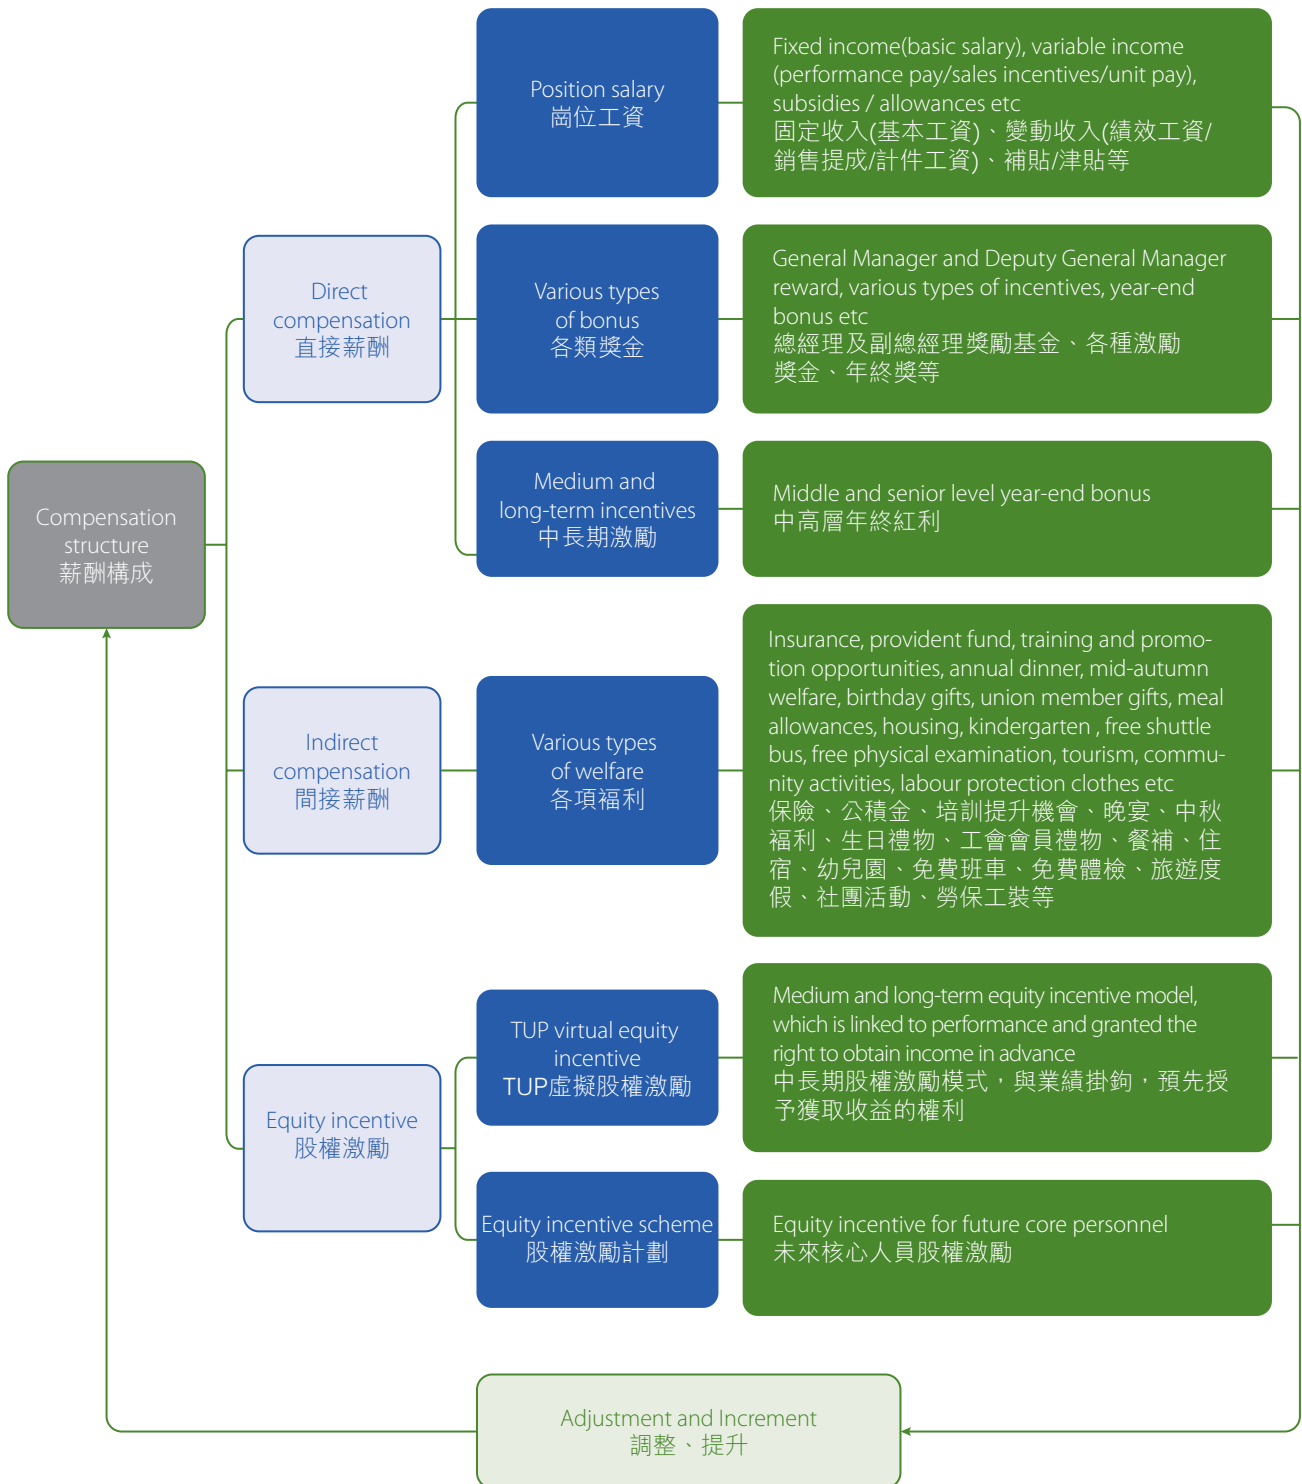 Compensation
structure
薪酬構成
Direct
compensation
直接薪酬
Position salary
崗位工資
Fixed income(basic salary), variable income
(performance pay/sales incentives/unit pay),
subsidies / allowances etc
固定收入(基本工資)、變動收入(績效工資/
銷售提成/計件工資)、補貼/津貼等
Various types
of bonus
各類獎金
General Manager and Deputy General Manager
reward, various types of incentives, year-end
bonus etc
總經理及副總經理獎勵基金、各種激勵
獎金、年終獎等
Medium and
long-term incentives
中長期激勵
Middle and senior level year-end bonus
中高層年終紅利
Indirect
compensation
間接薪酬
Various types
of welfare
各項福利
Insurance, provident fund, training and promo-
tion opportunities, annual dinner, mid-autumn
welfare, birthday gifts, union member gifts, meal
allowances, housing, kindergarten , free shuttle
bus, free physical examination, tourism, commu-
nity activities, labour protection clothes etc
保險、公積金、培訓提升機會、晚宴、中秋
福利、生日禮物、工會會員禮物、餐補、住
宿、幼兒園、免費班車、免費體檢、旅遊度
假、社團活動、勞保工裝等
Equity incentive
股權激勵
TUP virtual equity
incentive
TUP虛擬股權激勵
Medium and long-term equity incentive model,
which is linked to performance and granted the
right to obtain income in advance
中長期股權激勵模式，與業績掛鉤，預先授
予獲取收益的權利
Equity incentive scheme
股權激勵計劃
Equity incentive for future core personnel
未來核心人員股權激勵
Adjustment and Increment
調整、提升